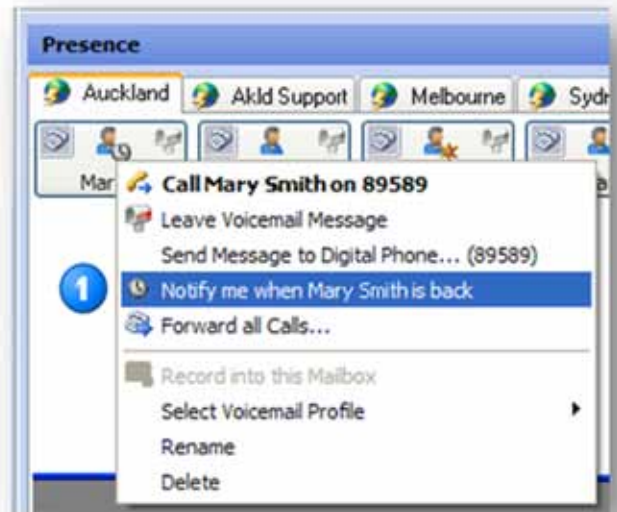 Presence
Auckland Akld Support Melbourne Sydr
Mar
Call Mary Smith on 89589
Leave Voicemail Message
Send Message to Digital Phone... (89589)
1 Notify me when Mary Smith is back
Forward all Calls...
Record into this Mailbox
Select Voicemail Profile
Rename
Delete